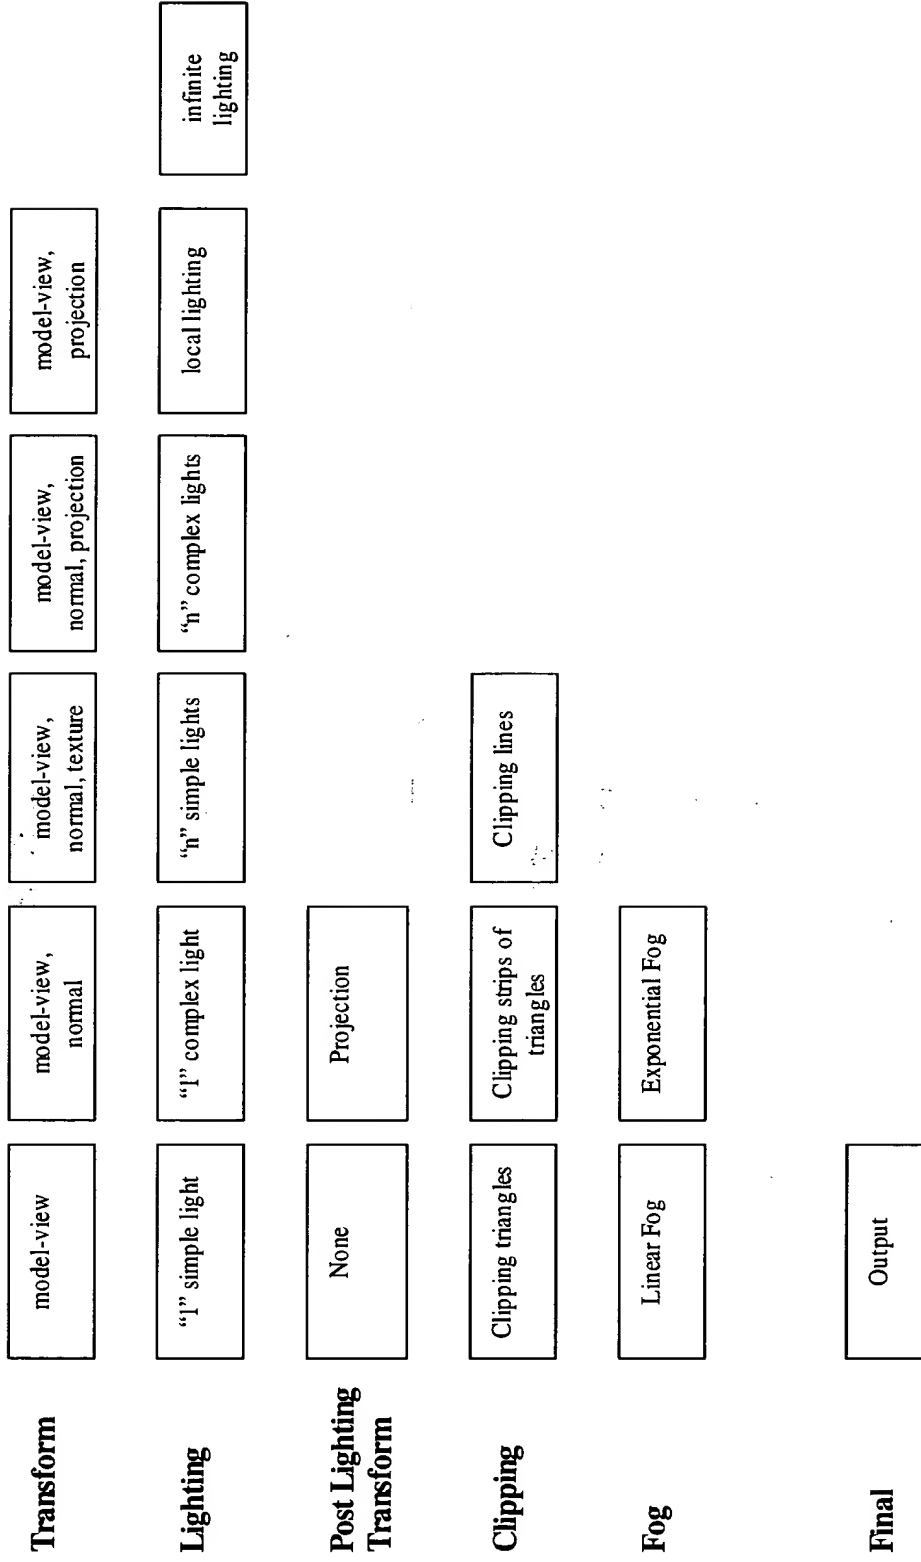 Transform
model-view
model-view,
normal
model-view,
normal, texture
model-view,
normal, projection
model-view,
projection
Lighting
“1” simple light
“1” complex light
“n” simple lights
“n” complex lights
local lighting
infinite
lighting
Post Lighting
Transform
None
Projection
Clipping
Clipping triangles
Clipping strips of
triangles
Clipping lines
Fog
Linear Fog
Exponential Fog
Final
Output